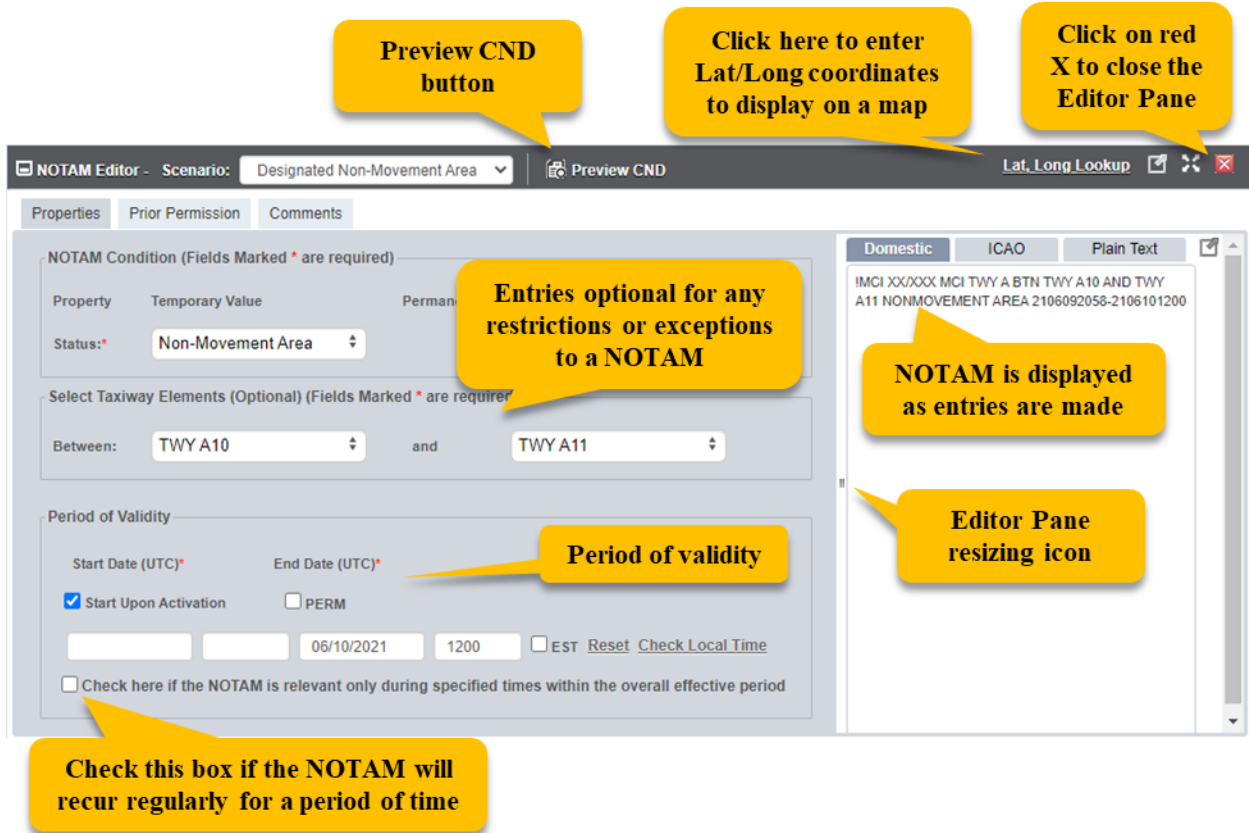 Preview CND
button
Click here to enter
Lat/Long coordinates
to display on a map
Click on red
X to close the
Editor Pane
NOTAM Editor - Scenario: Designated Non-Movement Area Preview CND Lat, Long Lookup
Properties Prior Permission Comments
Domestic ICAO Plain Text
NOTAM Condition (Fields Marked * are required)
!MCI XX/XXX MCI TWY A BTN TWY A10 AND TWY
A11 NONMOVEMENT AREA 2106092058-2106101200
Property Temporary Value
Status:* Non-Movement Area
Entries optional for any
restrictions or exceptions
to a NOTAM
NOTAM is displayed
as entries are made
Select Taxiway Elements (Optional) (Fields Marked * are required
Between: TWY A10 and TWY A11
Editor Pane
resizing icon
Period of Validity
Period of validity
Start Date (UTC)* End Date (UTC)*
Start Upon Activation PERM
06/10/2021 1200 EST Reset Check Local Time
Check here if the NOTAM is relevant only during specified times within the overall effective period
Check this box if the NOTAM will
recur regularly for a period of time